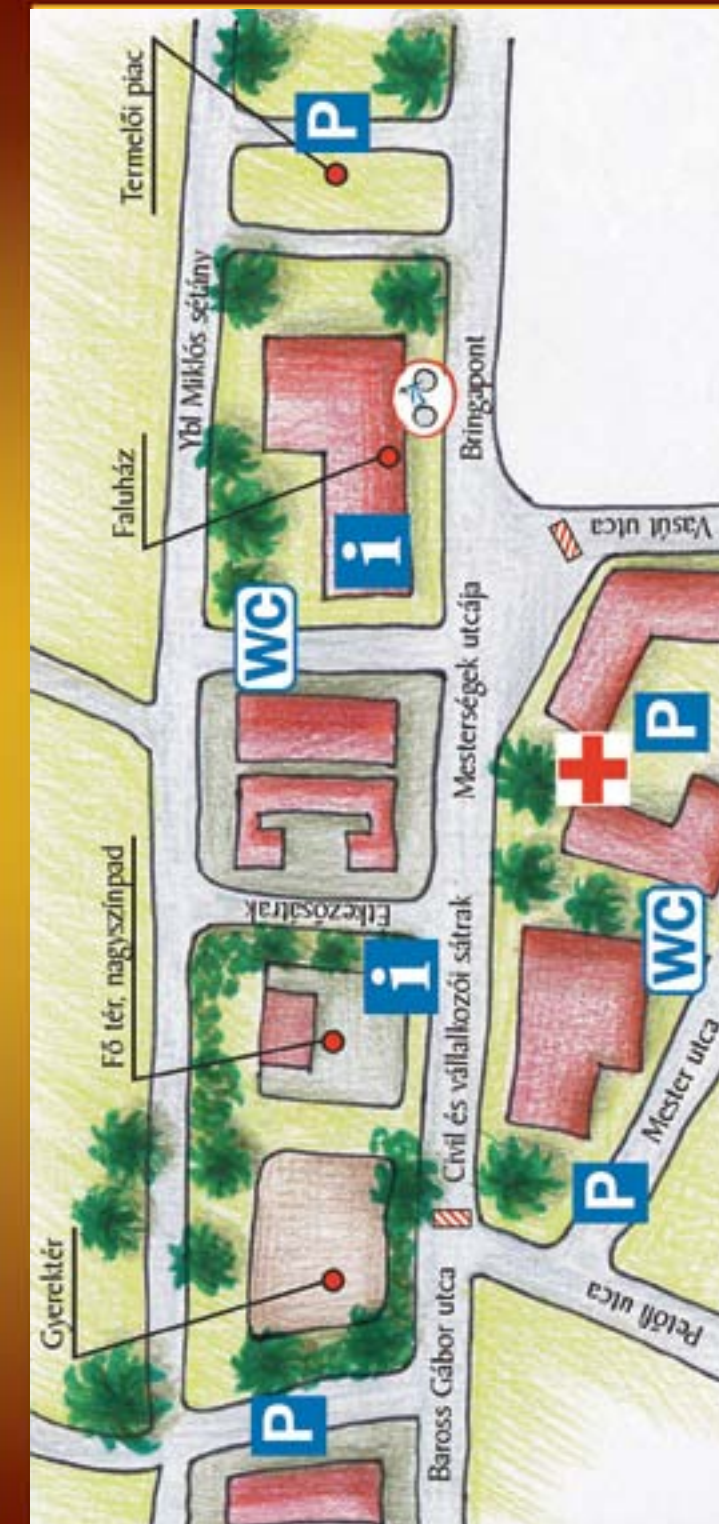 Gyerektér
Fő tér, nagyszínpad
Faluház
Termelői piac
Ybl Miklós sétány
P
WC
P
Étkezősátrak
i
i
Baross Gábor utca
Civil és vállalkozói sátrak
Mesterségek utcája
Bringapont
P
WC
P
Petőfi utca
Mester utca
Vasút utca